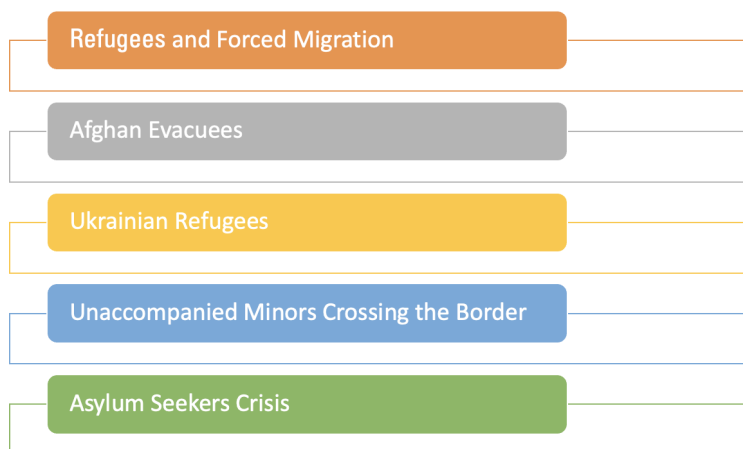 Refugees and Forced Migration
Afghan Evacuees
Ukrainian Refugees
Unaccompanied Minors Crossing the Border
Asylum Seekers Crisis